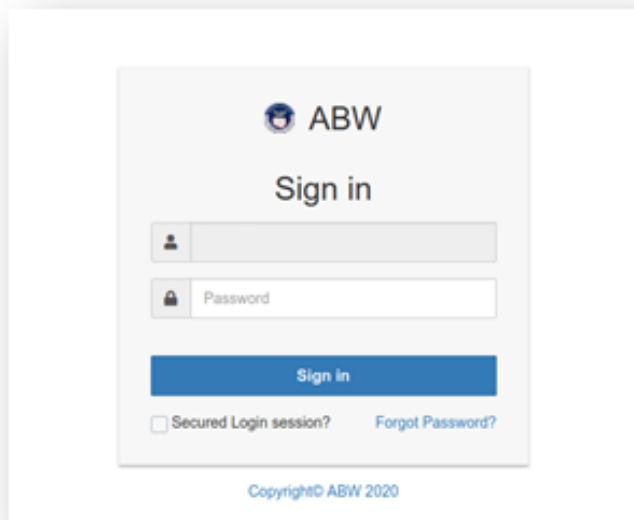 ABW
Sign in
Password
Sign in
Secured Login session? Forgot Password?
Copyright© ABW 2020